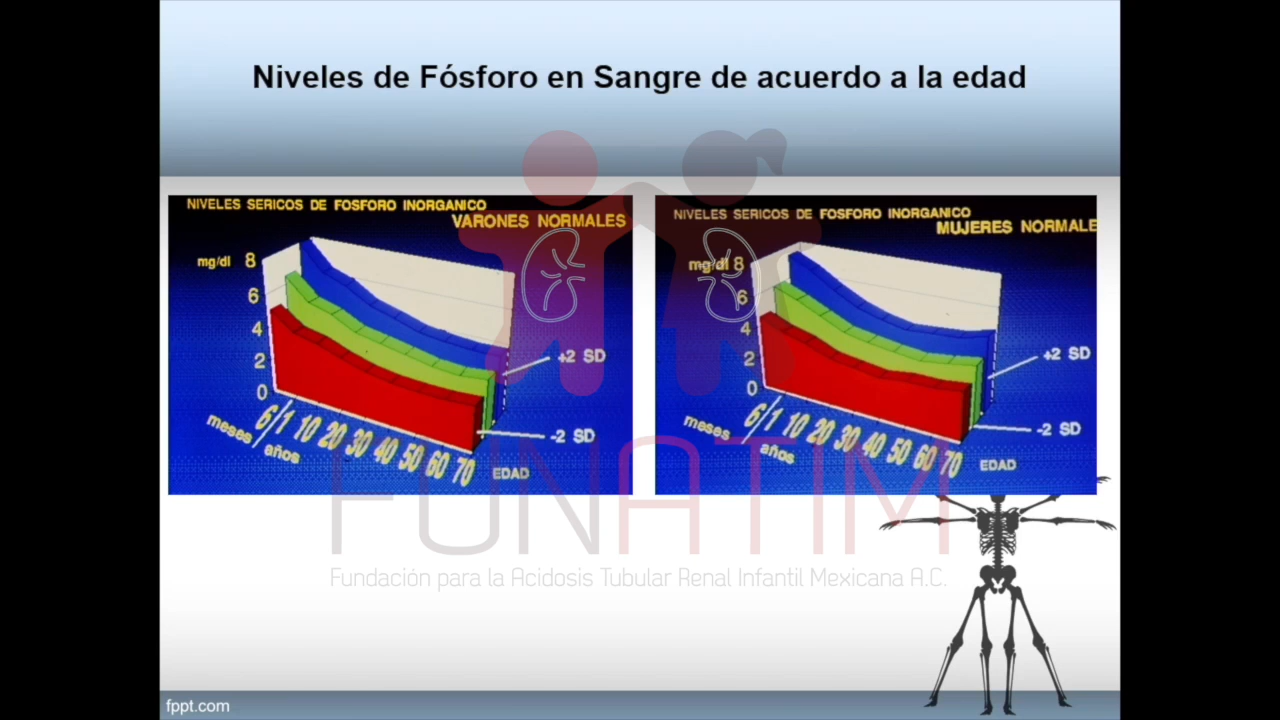 Niveles de Fósforo en Sangre de acuerdo a la edad
NIVELES SERICOS DE FOSFORO INORGANICO
VARONES NORMALES
mg/dl 8
6
4
2
0
6/1 10 20 30 40 50 60 70
meses/años
EDAD
+2 SD
-2 SD
NIVELES SERICOS DE FOSFORO INORGANICO
MUJERES NORMALE
mg/dl 8
6
4
2
0
6/1 10 20 30 40 50 60 70
meses/años
EDAD
+2 SD
-2 SD
FUNATIM
Fundación para la Acidosis Tubular Renal Infantil Mexicana A.C.
fppt.com